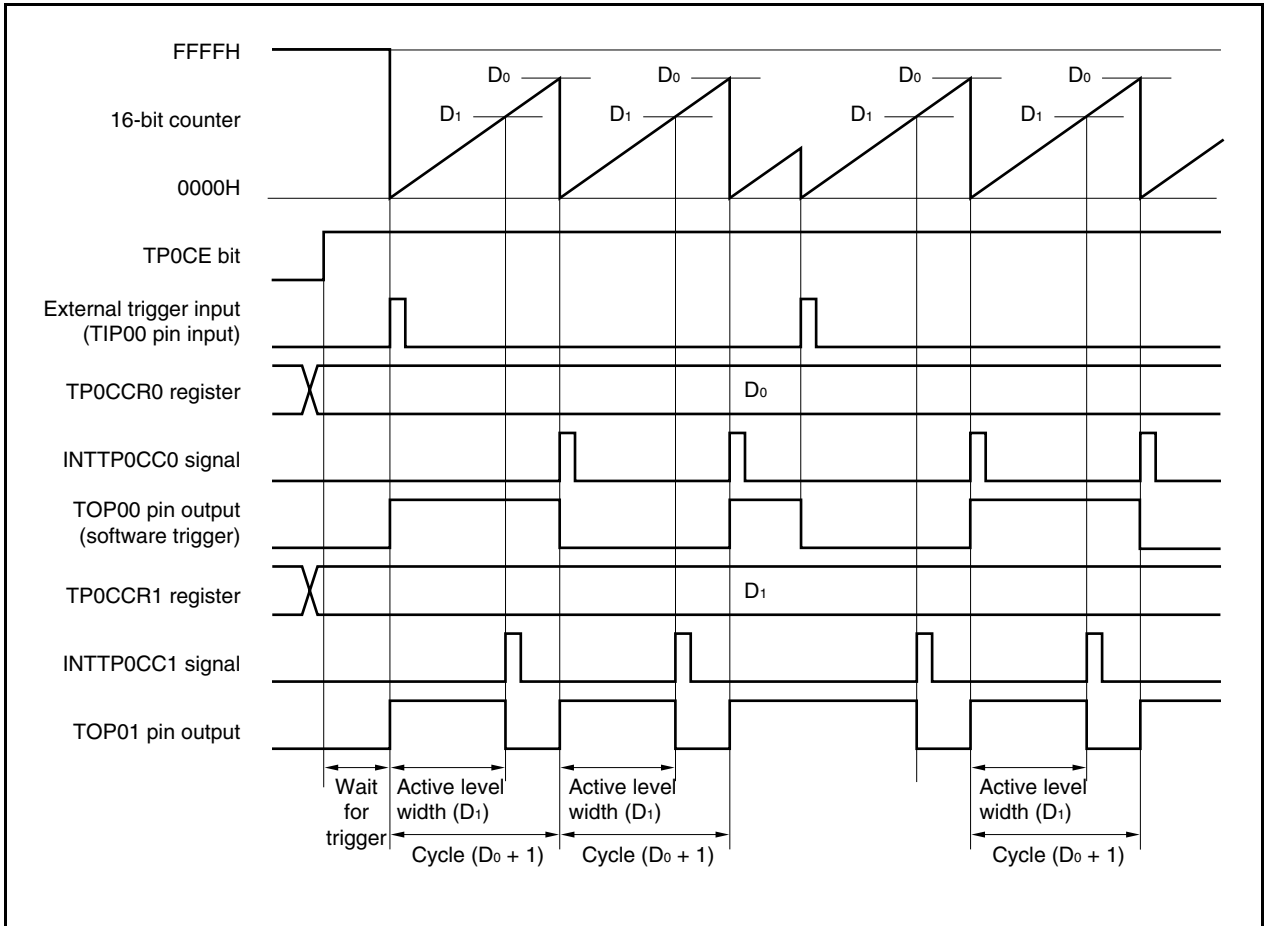 FFFFH
D0
D0
D0
D0
D1
D1
D1
D1
16-bit counter
0000H
TP0CE bit
External trigger input
(TIP00 pin input)
TP0CCR0 register
D0
INTTP0CC0 signal
TOP00 pin output
(software trigger)
TP0CCR1 register
D1
INTTP0CC1 signal
TOP01 pin output
Wait
for
trigger
Active level
width (D1)
Active level
width (D1)
Active level
width (D1)
Cycle (D0 + 1)
Cycle (D0 + 1)
Cycle (D0 + 1)